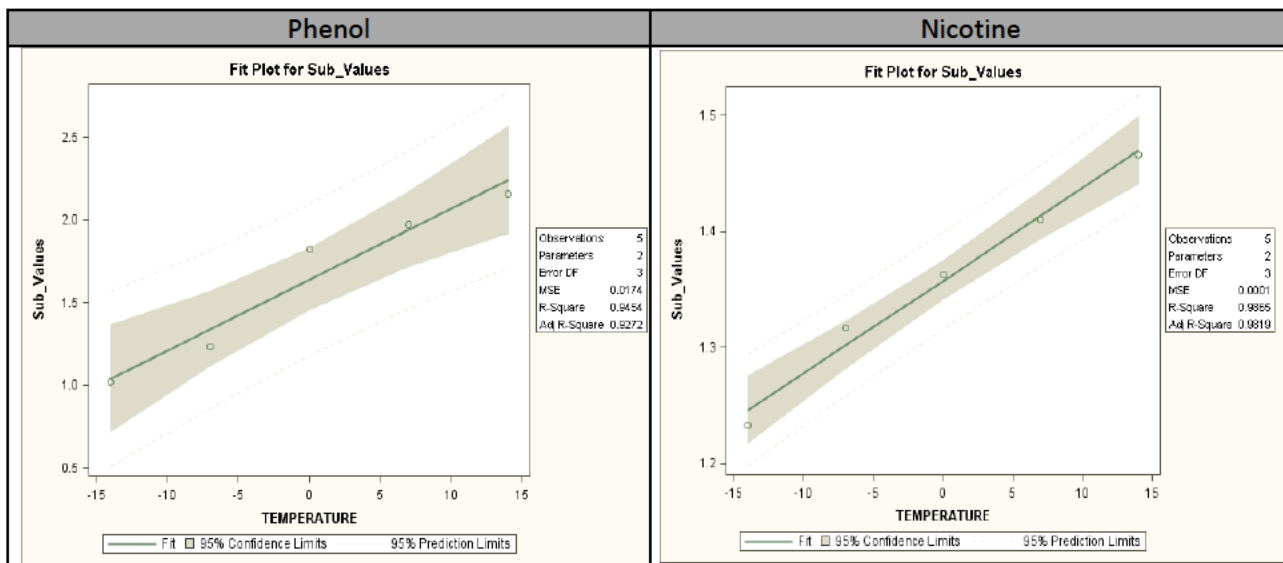 Phenol
Nicotine
Fit Plot for Sub_Values
2.5
2.0
1.5
1.0
0.5
Sub_Values
-15 -10 -5 0 5 10 15
TEMPERATURE
Observations 5
Parameters 2
Error DF 3
MSE 0.0174
R-Square 0.9454
Adj R-Square 0.9272
Fit 95% Confidence Limits 95% Prediction Limits
Fit Plot for Sub_Values
1.5
1.4
1.3
1.2
Sub_Values
-15 -10 -5 0 5 10 15
TEMPERATURE
Observations 5
Parameters 2
Error DF 3
MSE 0.0001
R-Square 0.9865
Adj R-Square 0.9819
Fit 95% Confidence Limits 95% Prediction Limits